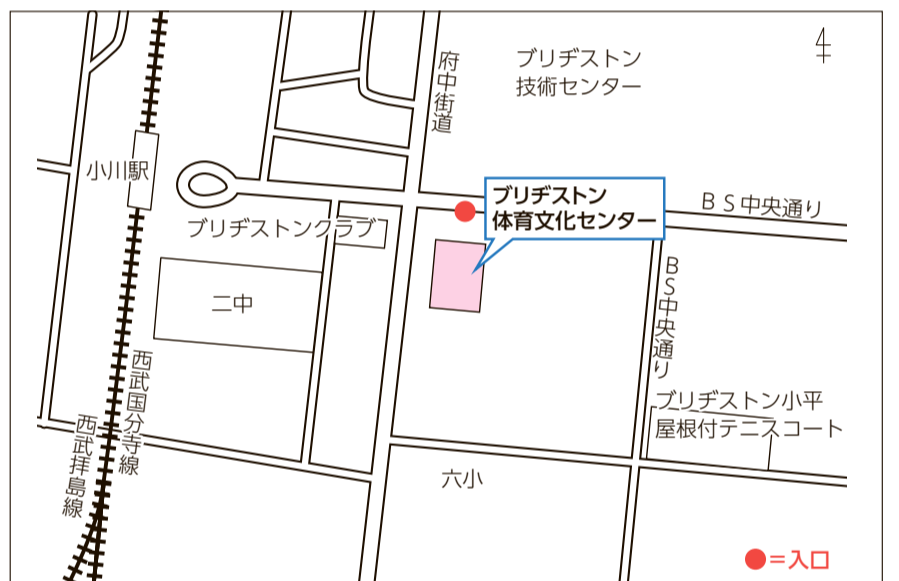 ブリヂストン
技術センター
府中街道
小川駅
ブリヂストン
体育文化センター
ＢＳ中央通り
ブリヂストンクラブ
二中
ＢＳ中央通り
西武国分寺線
西武拝島線
ブリヂストン小平
屋根付テニスコート
六小
●＝入口